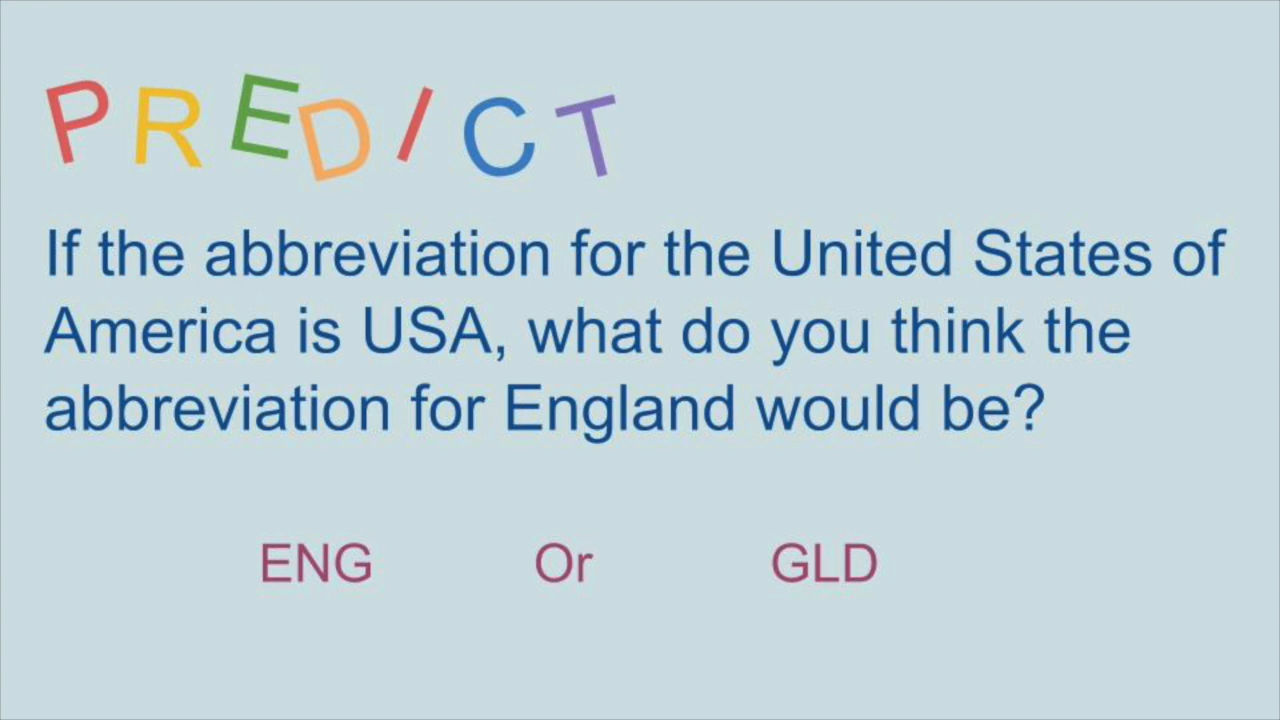 PREDICT
If the abbreviation for the United States of
America is USA, what do you think the
abbreviation for England would be?
ENG Or GLD